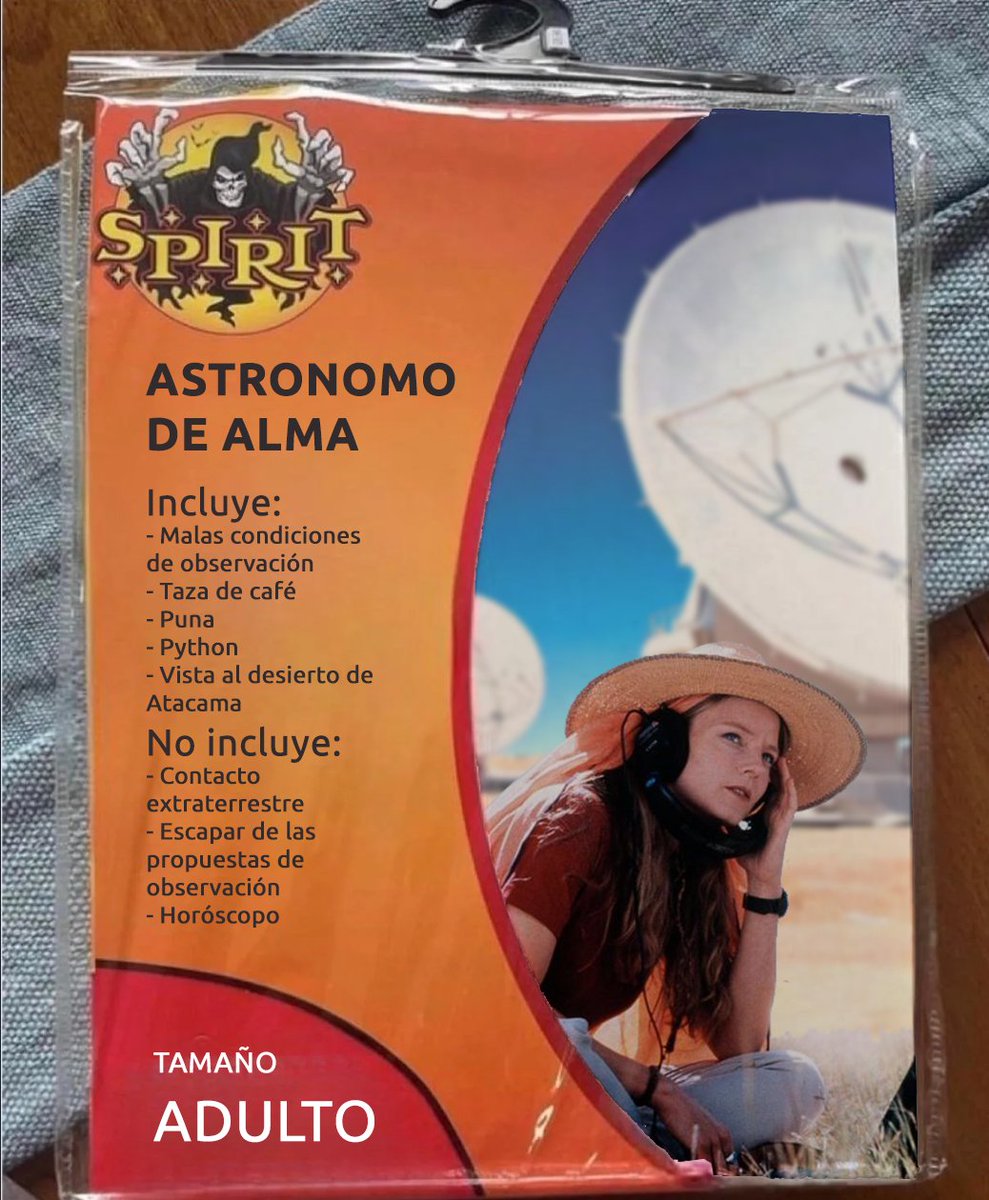 SPIRIT
ASTRONOMO
DE ALMA
Incluye:
- Malas condiciones
de observación
- Taza de café
- Puna
- Python
- Vista al desierto de
Atacama
No incluye:
- Contacto
extraterrestre
- Escapar de las
propuestas de
observación
- Horóscopo
TAMAÑO
ADULTO